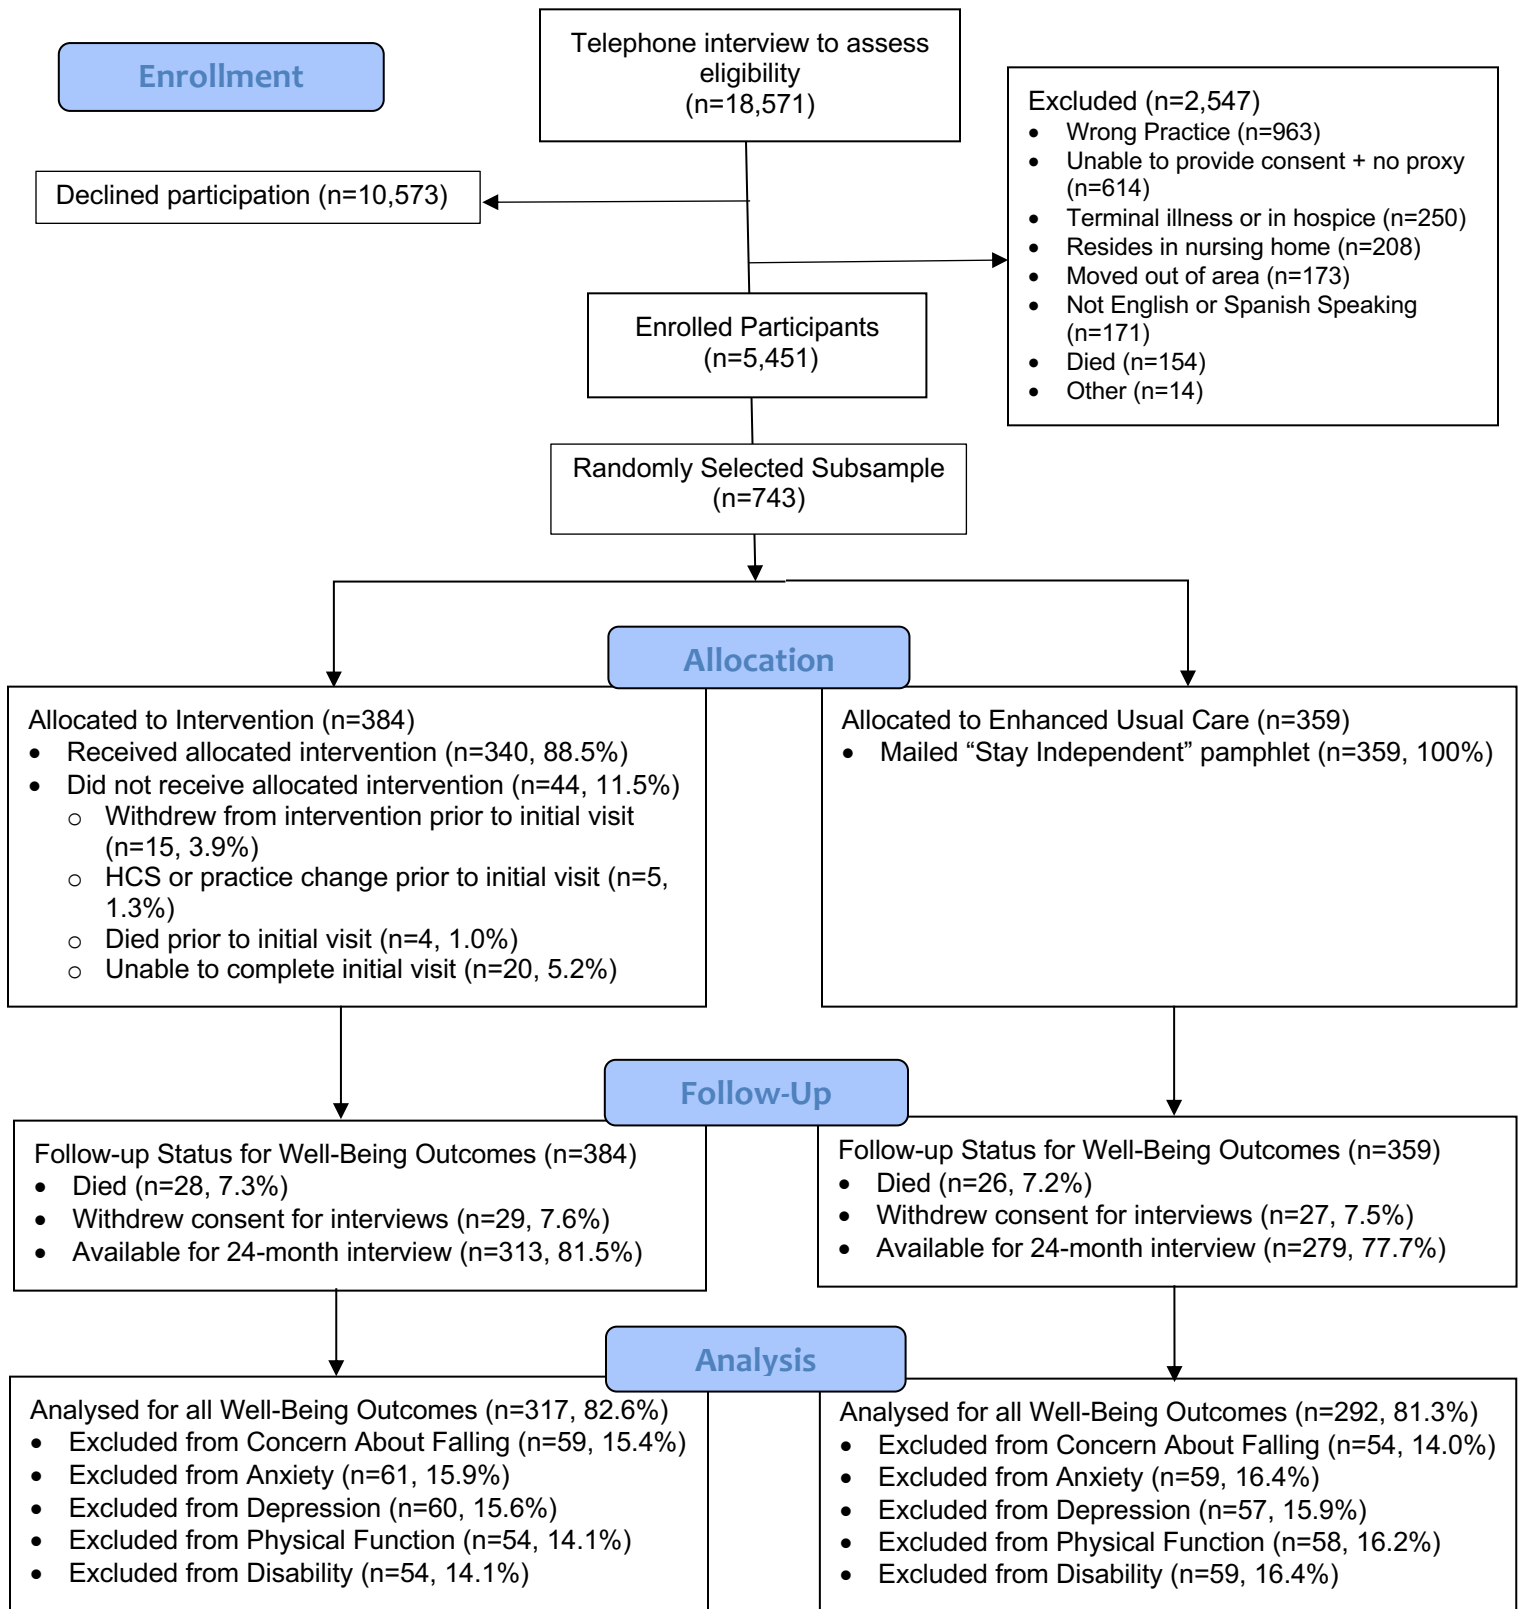 Enrollment
Telephone interview to assess
eligibility
(n=18,571)
Declined participation (n=10,573)
Excluded (n=2,547)
• Wrong Practice (n=963)
• Unable to provide consent + no proxy
(n=614)
• Terminal illness or in hospice (n=250)
• Resides in nursing home (n=208)
• Moved out of area (n=173)
• Not English or Spanish Speaking
(n=171)
• Died (n=154)
• Other (n=14)
Enrolled Participants
(n=5,451)
Randomly Selected Subsample
(n=743)
Allocation
Allocated to Intervention (n=384)
• Received allocated intervention (n=340, 88.5%)
• Did not receive allocated intervention (n=44, 11.5%)
o Withdrew from intervention prior to initial visit
(n=15, 3.9%)
o HCS or practice change prior to initial visit (n=5,
1.3%)
o Died prior to initial visit (n=4, 1.0%)
o Unable to complete initial visit (n=20, 5.2%)
Allocated to Enhanced Usual Care (n=359)
• Mailed “Stay Independent” pamphlet (n=359, 100%)
Follow-Up
Follow-up Status for Well-Being Outcomes (n=384)
• Died (n=28, 7.3%)
• Withdrew consent for interviews (n=29, 7.6%)
• Available for 24-month interview (n=313, 81.5%)
Follow-up Status for Well-Being Outcomes (n=359)
• Died (n=26, 7.2%)
• Withdrew consent for interviews (n=27, 7.5%)
• Available for 24-month interview (n=279, 77.7%)
Analysis
Analysed for all Well-Being Outcomes (n=317, 82.6%)
• Excluded from Concern About Falling (n=59, 15.4%)
• Excluded from Anxiety (n=61, 15.9%)
• Excluded from Depression (n=60, 15.6%)
• Excluded from Physical Function (n=54, 14.1%)
• Excluded from Disability (n=54, 14.1%)
Analysed for all Well-Being Outcomes (n=292, 81.3%)
• Excluded from Concern About Falling (n=54, 14.0%)
• Excluded from Anxiety (n=59, 16.4%)
• Excluded from Depression (n=57, 15.9%)
• Excluded from Physical Function (n=58, 16.2%)
• Excluded from Disability (n=59, 16.4%)